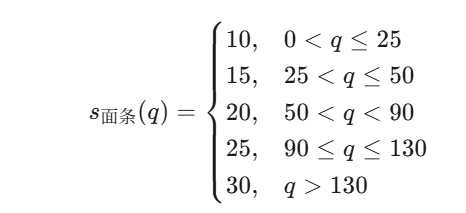 s面条(q) = { 10, 0 < q ≤ 25
15, 25 < q ≤ 50
20, 50 < q < 90
25, 90 ≤ q ≤ 130
30, q > 130